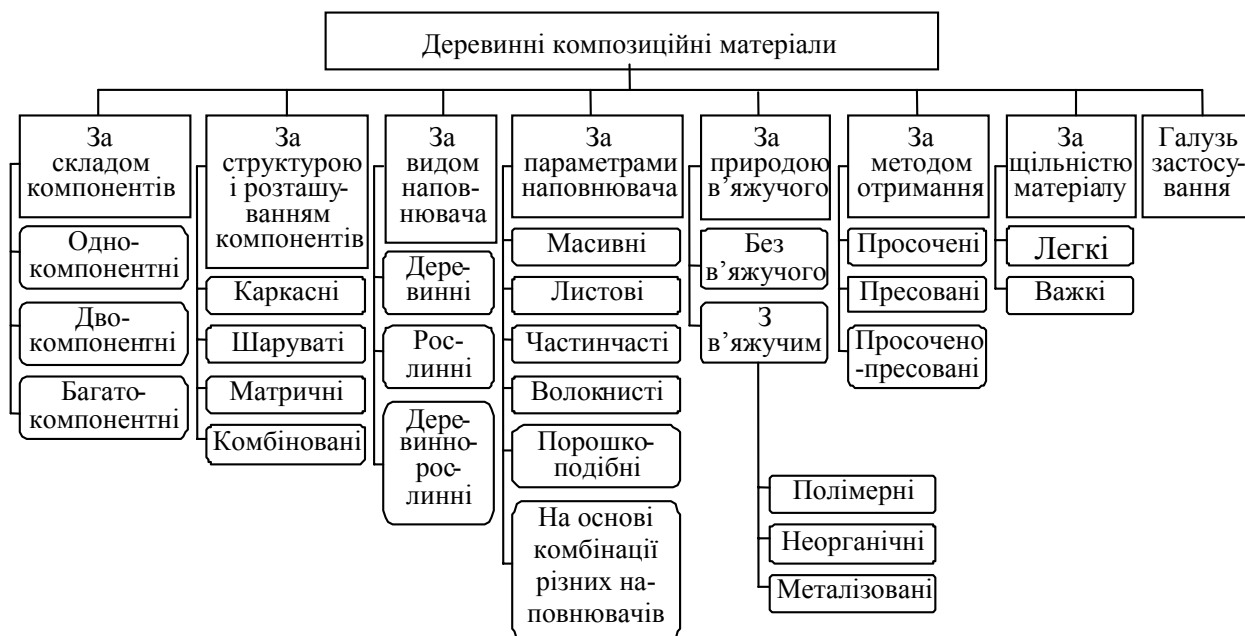 Деревинні композиційні матеріали
За
складом
компонентів
Одно-
компонентні
Дво-
компонентні
Багато-
компонентні
За
структурою
і розташу-
ванням
компонентів
Каркасні
Шаруваті
Матричні
Комбіновані
За
видом
наповнювача
Дере-
винні
Рос-
линні
Дере-
винно-
рос-
линні
За
параметрами
наповнювача
Масивні
Листові
Частинчасті
Волокнисті
Порошко-
подібні
На основі
комбінації
різних на-
повнювачів
За
природою
в’яжучого
Без
в’яжучого
З
в’яжучим
Полімерні
Неорганічні
Металізовані
За
методом
отримання
Просочені
Пресовані
Просочено
-пресовані
За
щільністю
матеріалу
Легкі
Важкі
Галузь
застосу-
вання